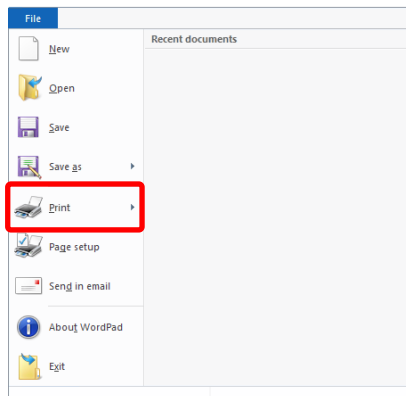 File
Recent documents
New
Open
Save
Save as
Print
Page setup
Send in email
About WordPad
Exit